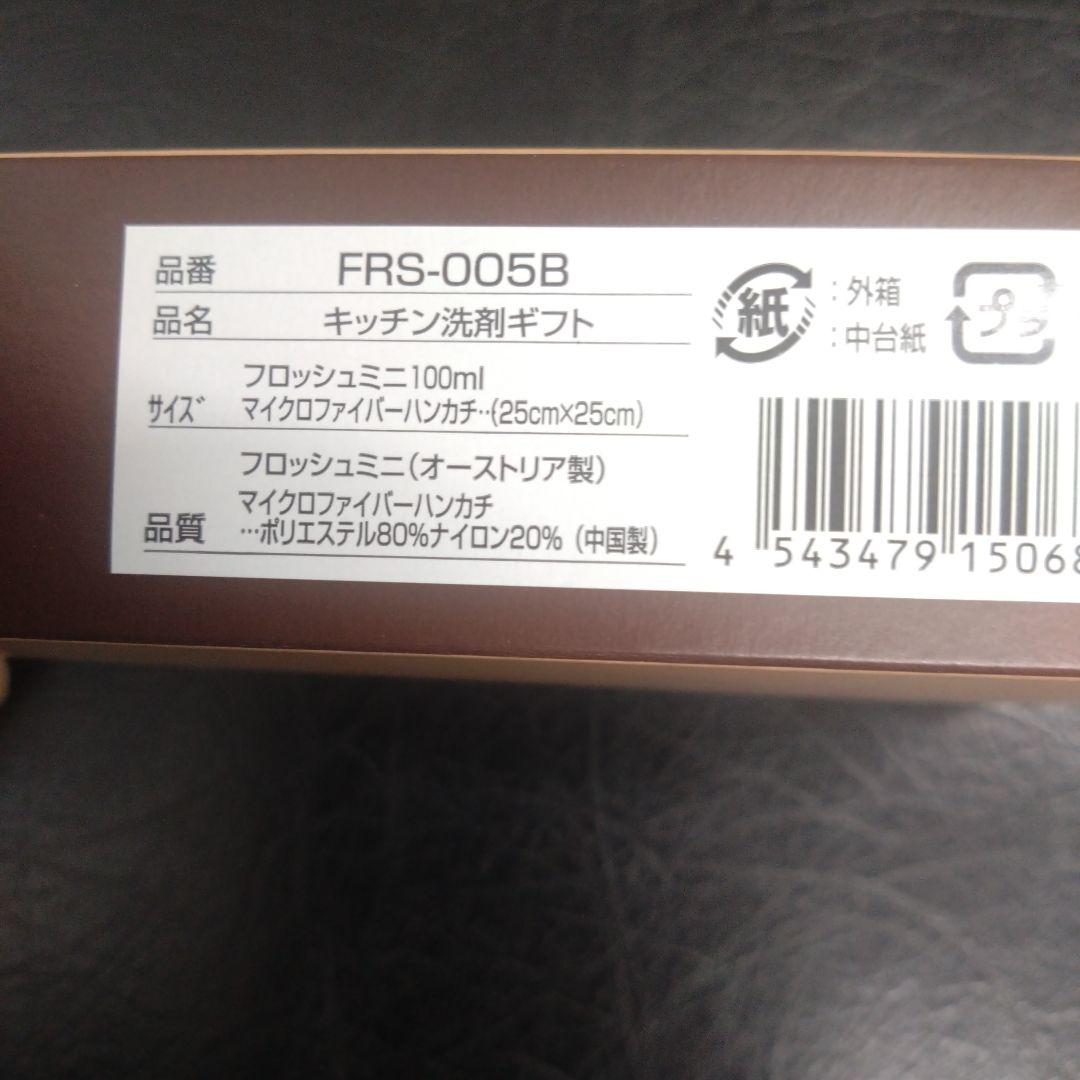 品番 FRS-005B
品名 キッチン洗剤ギフト
サイズ フロッシュミニ100ml
マイクロファイバーハンカチ‥(25cm×25cm)
品質 フロッシュミニ(オーストリア製)
マイクロファイバーハンカチ
…ポリエステル80%ナイロン20% (中国製)
紙 :外箱
:中台紙
プラ
4 543479 15068